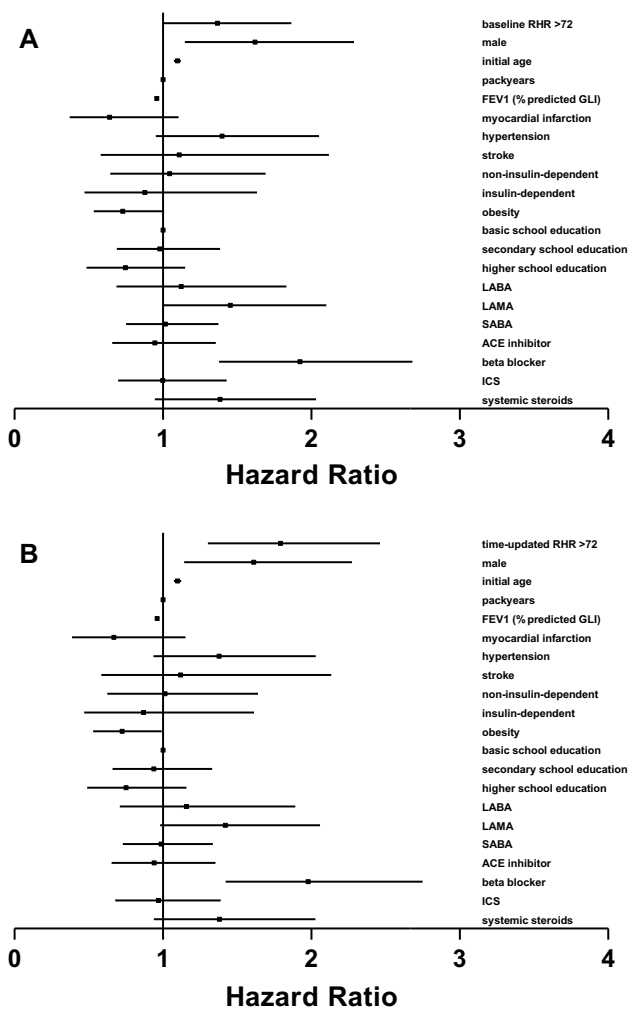 A
baseline RHR >72
male
initial age
packyears
FEV1 (% predicted GLI)
myocardial infarction
hypertension
stroke
non-insulin-dependent
insulin-dependent
obesity
basic school education
secondary school education
higher school education
LABA
LAMA
SABA
ACE inhibitor
beta blocker
ICS
systemic steroids
0 1 2 3 4
Hazard Ratio
B
time-updated RHR >72
male
initial age
packyears
FEV1 (% predicted GLI)
myocardial infarction
hypertension
stroke
non-insulin-dependent
insulin-dependent
obesity
basic school education
secondary school education
higher school education
LABA
LAMA
SABA
ACE inhibitor
beta blocker
ICS
systemic steroids
0 1 2 3 4
Hazard Ratio